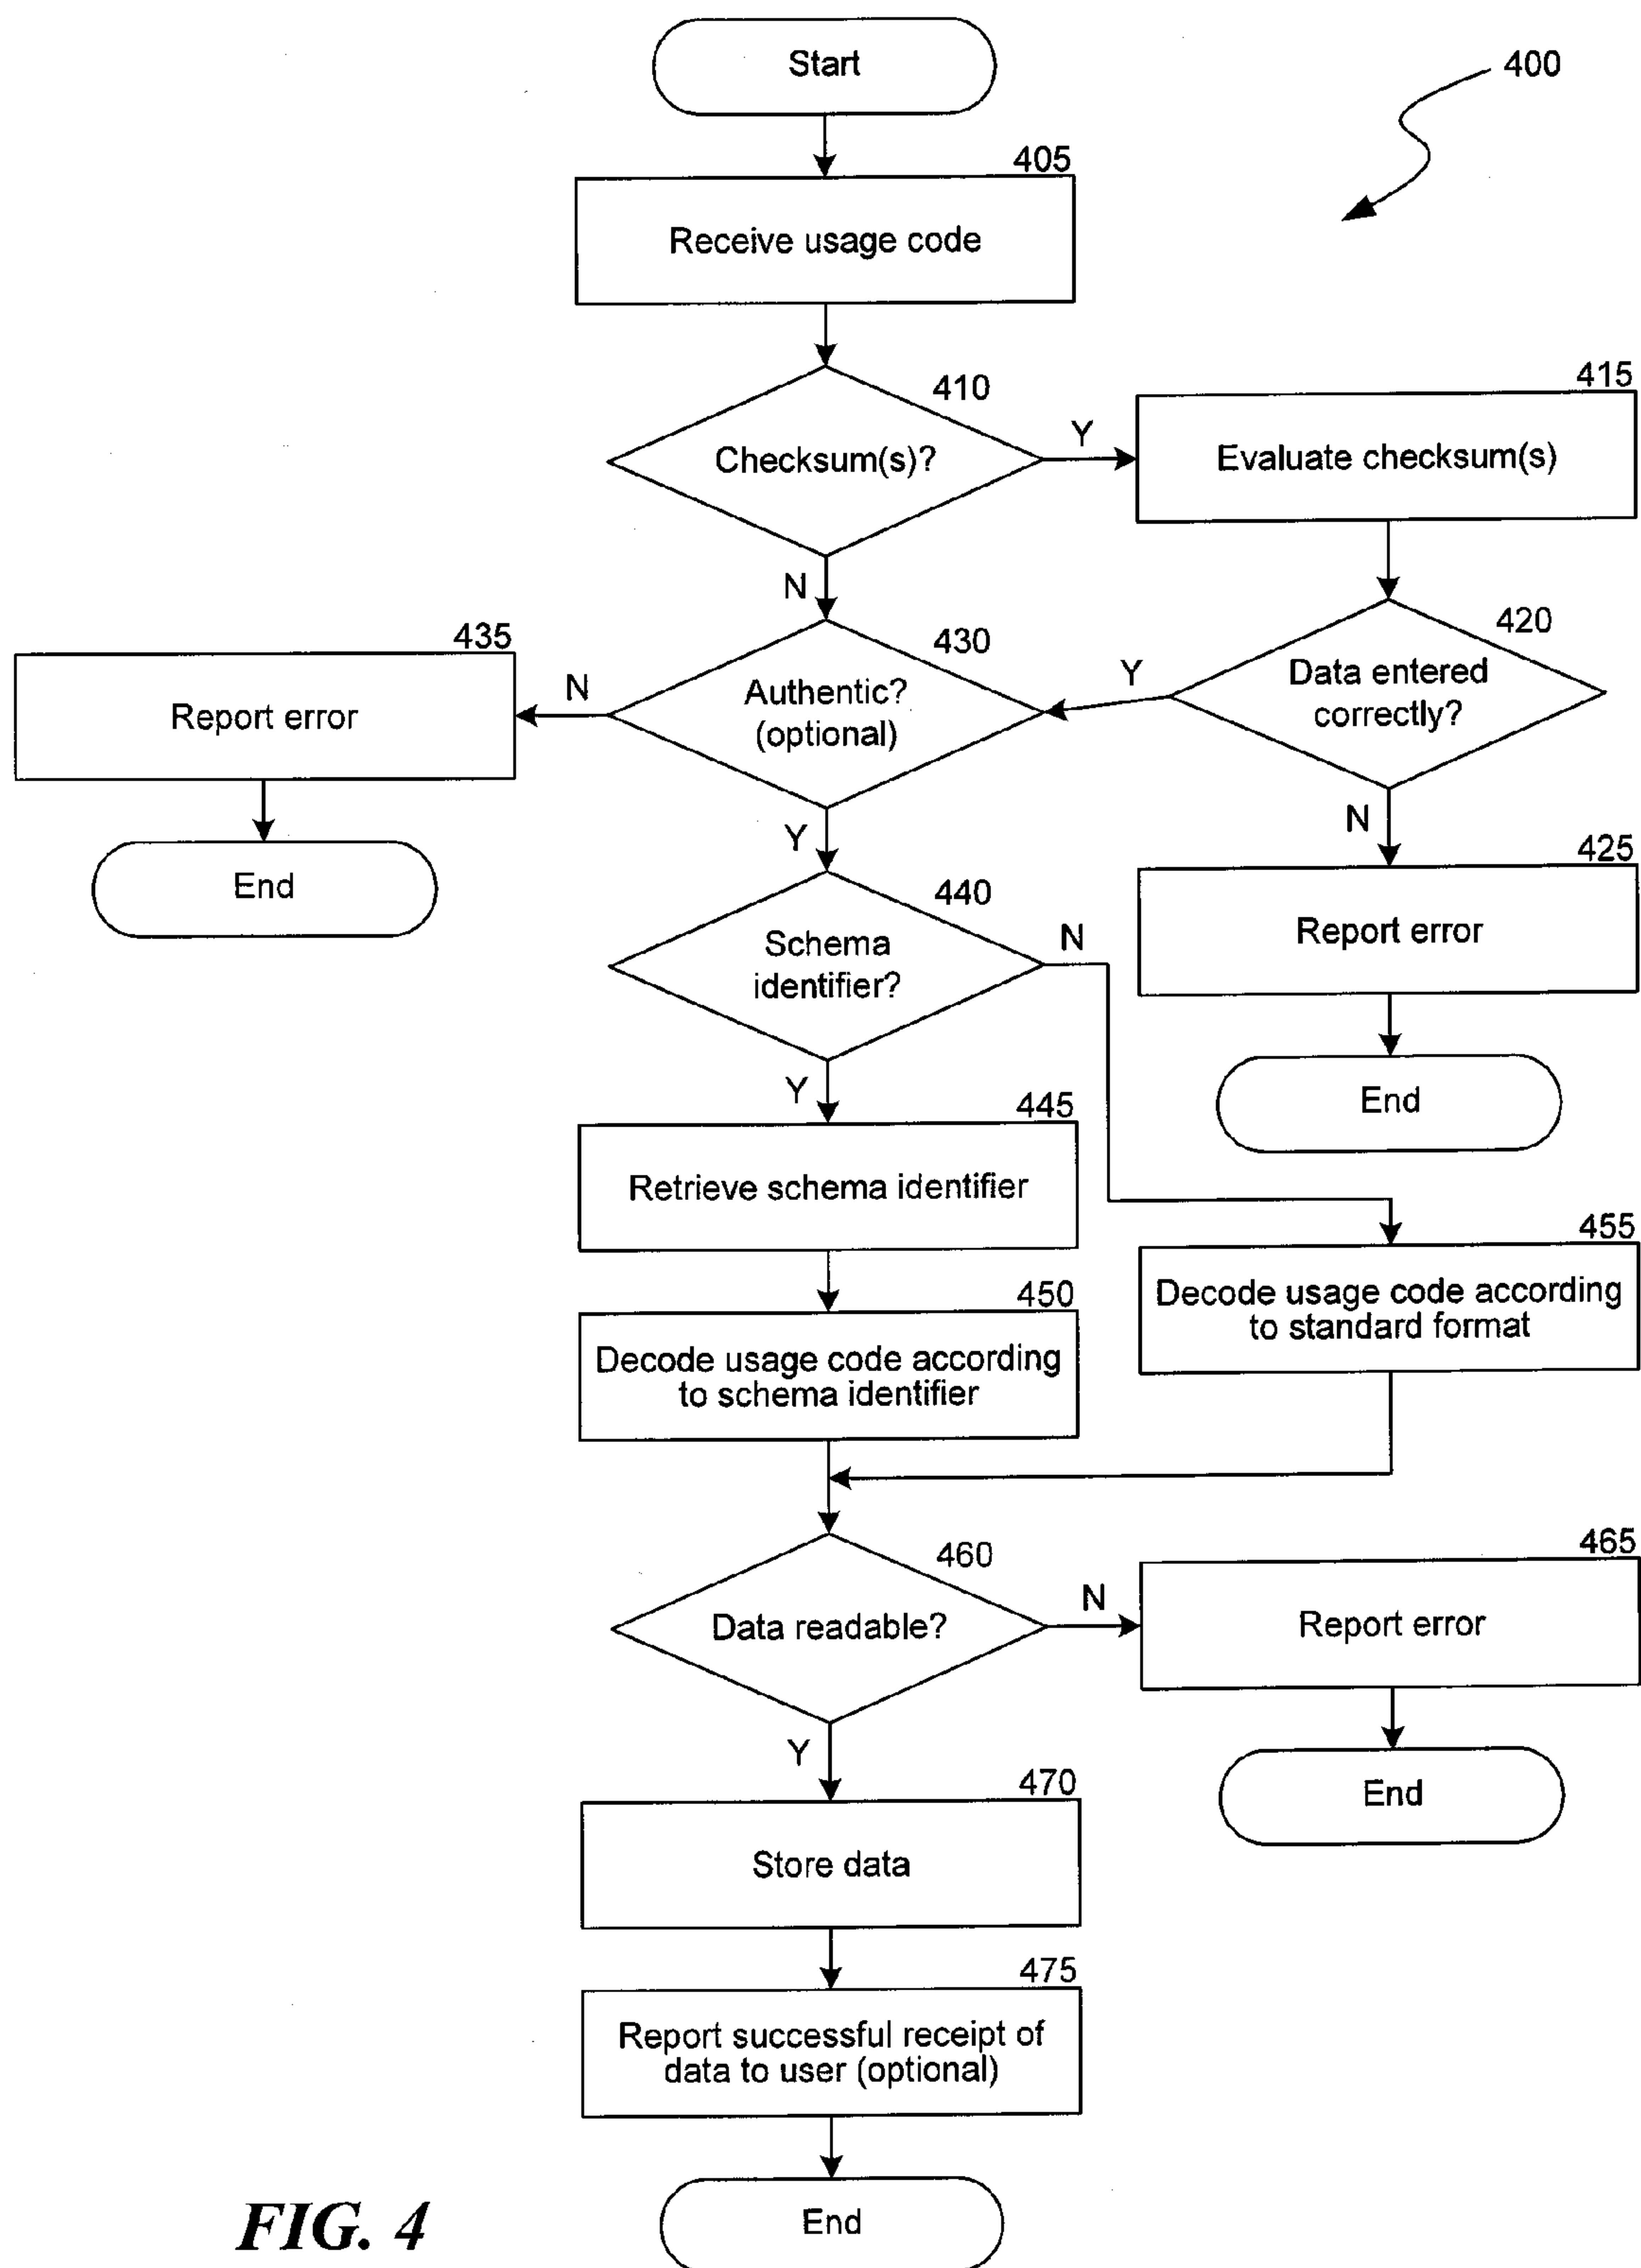 Start
400
405
Receive usage code
410
Checksum(s)?
Y
415
Evaluate checksum(s)
N
420
Data entered
correctly?
Y
430
Authentic?
(optional)
N
435
Report error
End
N
425
Report error
End
Y
440
Schema
identifier?
N
Y
445
Retrieve schema identifier
450
Decode usage code according
to schema identifier
455
Decode usage code according
to standard format
460
Data readable?
N
465
Report error
End
Y
470
Store data
475
Report successful receipt of
data to user (optional)
End
FIG. 4